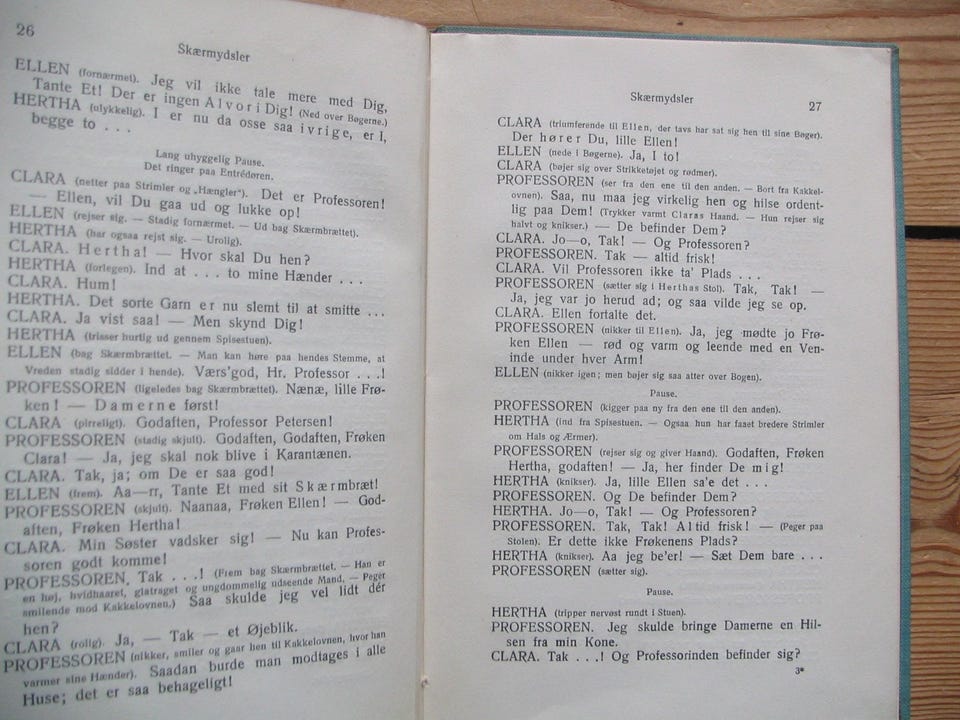 26
Skærmydsler
ELLEN (fornærmet). Jeg vil ikke tale mere med Dig,
Tante Et! Der er ingen Alvor i Dig! (Ned over Bøgerne.)
HERTHA (ulykkelig). I er nu da osse saa ivrige, er I,
begge to . . .
Lang uhyggelig Pause.
Det ringer paa Entrédøren.
CLARA (netter paa Strimler og „Hængler"). Det er Professoren!
— Ellen, vil Du gaa ud og lukke op!
ELLEN (rejser sig. — Stadig fornærmet. — Ud bag Skærmbrættet).
HERTHA (har ogsaa rejst sig. — Urolig).
CLARA. Hertha! — Hvor skal Du hen?
HERTHA (forlegen). Ind at . . . to mine Hænder . . .
CLARA. Hum!
HERTHA. Det sorte Garn er nu slemt til at smitte ...
CLARA. Ja vist saa! — Men skynd Dig!
HERTHA (trisser hurtig ud gennem Spisestuen).
ELLEN (bag Skærmbrættet. — Man kan høre paa hendes Stemme, at
Vreden stadig sidder i hende). Værs'god, Hr. Professor . . .!
PROFESSOREN (ligeledes bag Skærmbrættet). Nænæ, lille Frø-
ken! — Damerne først!
CLARA (pirreligt). Godaften, Professor Petersen!
PROFESSOREN (stadig skjult). Godaften, Godaften, Frøken
Clara! — Ja, jeg skal nok blive i Karantænen.
CLARA. Tak, ja; om De er saa god!
ELLEN (frem). Aa—rr, Tante Et med sit Skærmbræt!
PROFESSOREN (skjult). Naanaa, Frøken Ellen! — God-
aften, Frøken Hertha!
CLARA. Min Søster vadsker sig! — Nu kan Profes-
soren godt komme!
PROFESSOREN. Tak . . .! (Frem bag Skærmbrættet. — Han er
en høj, hvidhaaret, glatraget og ungdommelig udseende Mand. — Peger
smilende mod Kakkelovnen.) Saa skulde jeg vel lidt dér
hen?
CLARA (rolig). Ja, — Tak — et Øjeblik.
PROFESSOREN (nikker, smiler og gaar hen til Kakkelovnen, hvor han
varmer sine Hænder). Saadan burde man modtages i alle
Huse; det er saa behageligt!
Skærmydsler
27
CLARA (triumferende til Ellen, der tavs har sat sig hen til sine Bøger).
Der hører Du, lille Ellen!
ELLEN (nede i Bøgerne). Ja, I to!
CLARA (bøjer sig over Strikketøjet og rødmer).
PROFESSOREN (ser fra den ene til den anden. — Bort fra Kakkel-
ovnen). Saa, nu maa jeg virkelig hen og hilse ordent-
lig paa Dem! (Trykker varmt Claras Haand. — Hun rejser sig
halvt og knikser.) — De befinder Dem?
CLARA. Jo—o, Tak! — Og Professoren?
PROFESSOREN. Tak — altid frisk!
CLARA. Vil Professoren ikke ta' Plads . . .
PROFESSOREN (sætter sig i Herthas Stol). Tak, Tak! —
Ja, jeg var jo herud ad; og saa vilde jeg se op.
CLARA. Ellen fortalte det.
PROFESSOREN (nikker til Ellen). Ja, jeg mødte jo Frø-
ken Ellen — rød og varm og leende med en Ven-
inde under hver Arm!
ELLEN (nikker igen; men bøjer sig saa atter over Bogen).
Pause.
PROFESSOREN (kigger paa ny fra den ene til den anden).
HERTHA (ind fra Spisestuen. — Ogsaa hun har faaet bredere Strimler
om Hals og Ærmer).
PROFESSOREN (rejser sig og giver Haand). Godaften, Frøken
Hertha, godaften! — Ja, her finder De mig!
HERTHA (knikser). Ja, lille Ellen sa'e det . . .
PROFESSOREN. Og De befinder Dem?
HERTHA. Jo—o, Tak! — Og Professoren?
PROFESSOREN. Tak, Tak! Altid frisk! — (Peger paa
Stolen). Er dette ikke Frøkenens Plads?
HERTHA (knikser). Aa jeg be'er! — Sæt Dem bare . . .
PROFESSOREN (sætter sig).
Pause.
HERTHA (tripper nervøst rundt i Stuen).
PROFESSOREN. Jeg skulde bringe Damerne en Hil-
sen fra min Kone.
CLARA. Tak . . .! Og Professorinden befinder sig?
3*